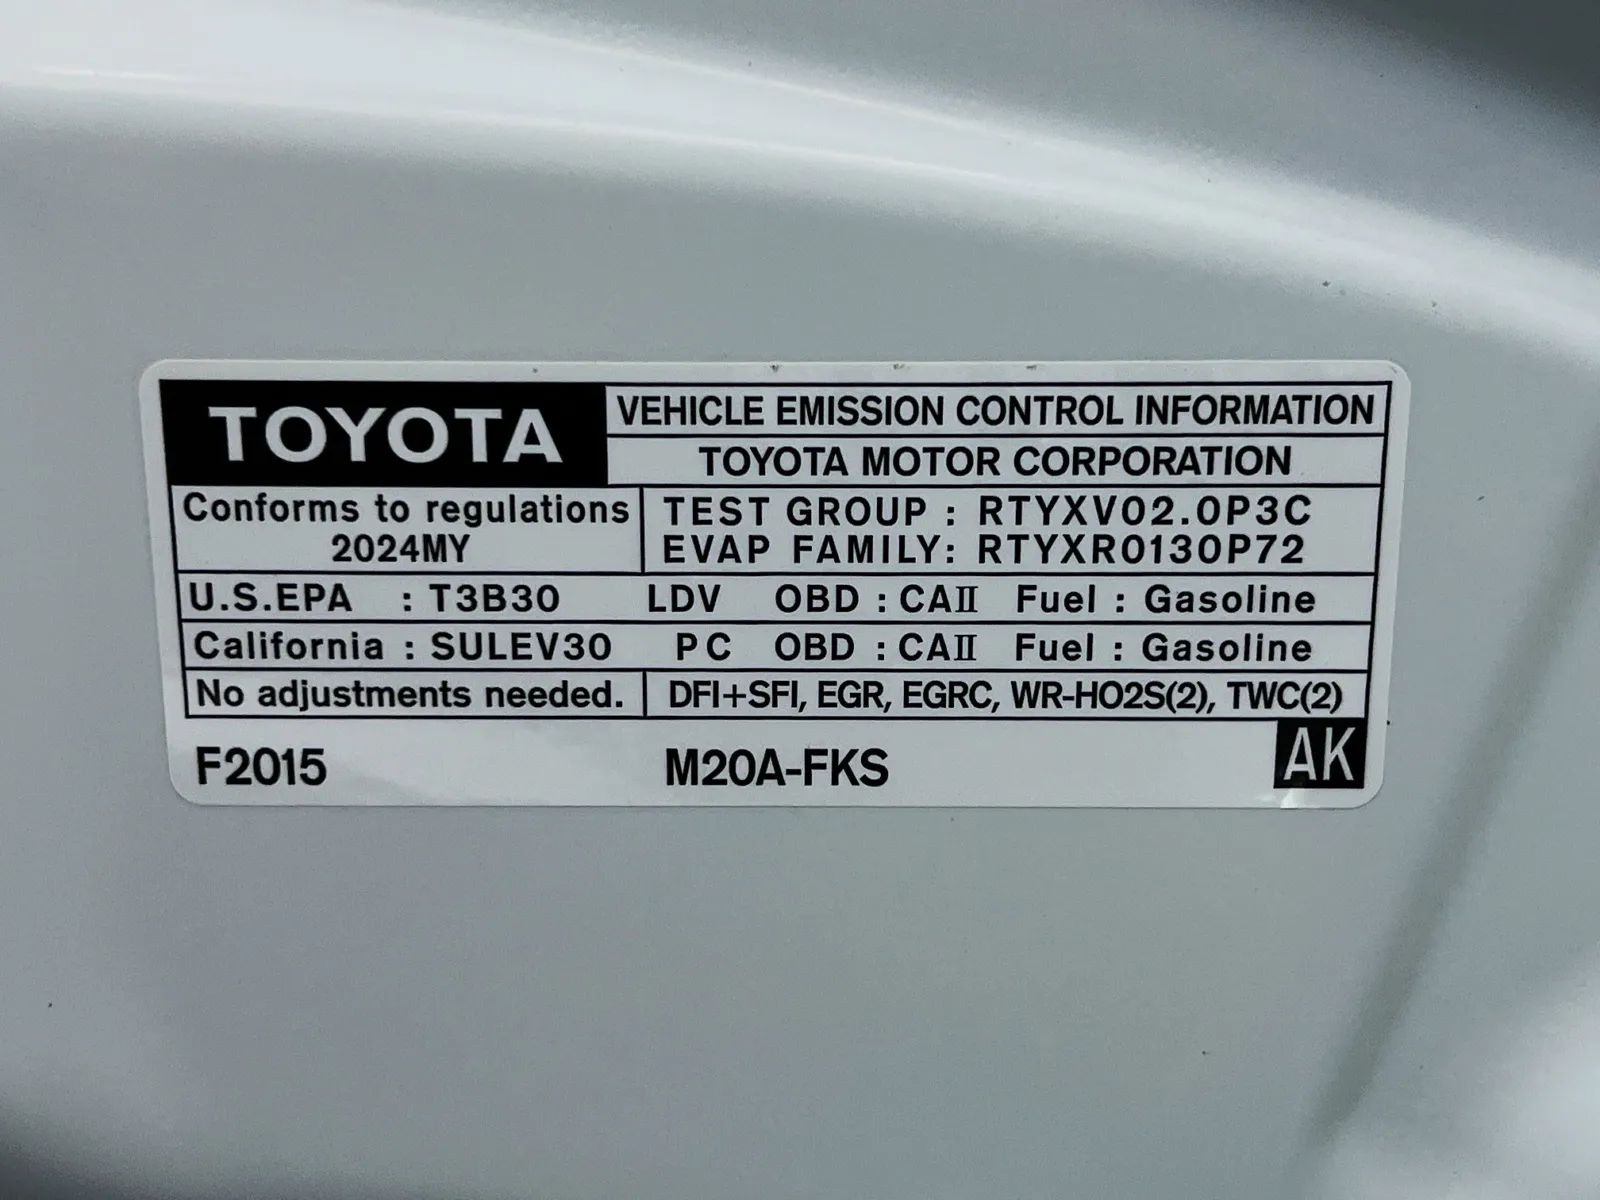 TOYOTA
VEHICLE EMISSION CONTROL INFORMATION
TOYOTA MOTOR CORPORATION
Conforms to regulations
2024MY
TEST GROUP : RTYXV02.0P3C
EVAP FAMILY: RTYXR0130P72
U.S.EPA : T3B30 LDV OBD : CAⅡ Fuel : Gasoline
California : SULEV30 PC OBD : CAⅡ Fuel : Gasoline
No adjustments needed. DFI+SFI, EGR, EGRC, WR-HO2S(2), TWC(2)
F2015 M20A-FKS AK